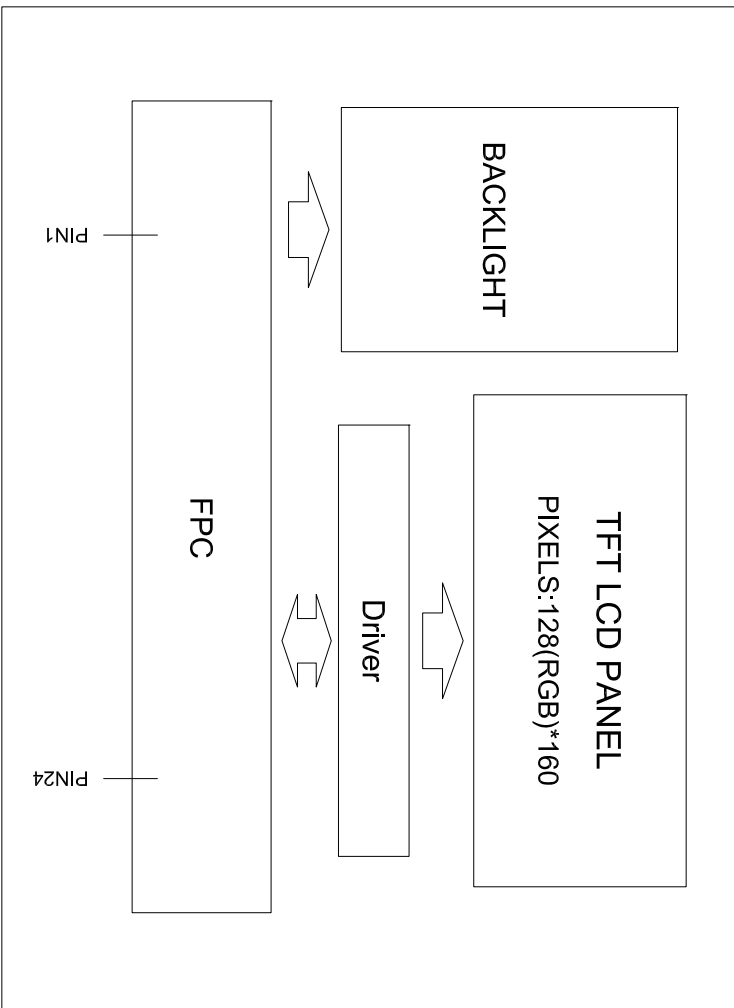 BACKLIGHT
TFT LCD PANEL
PIXELS:128(RGB)*160
Driver
FPC
PIN1
PIN24